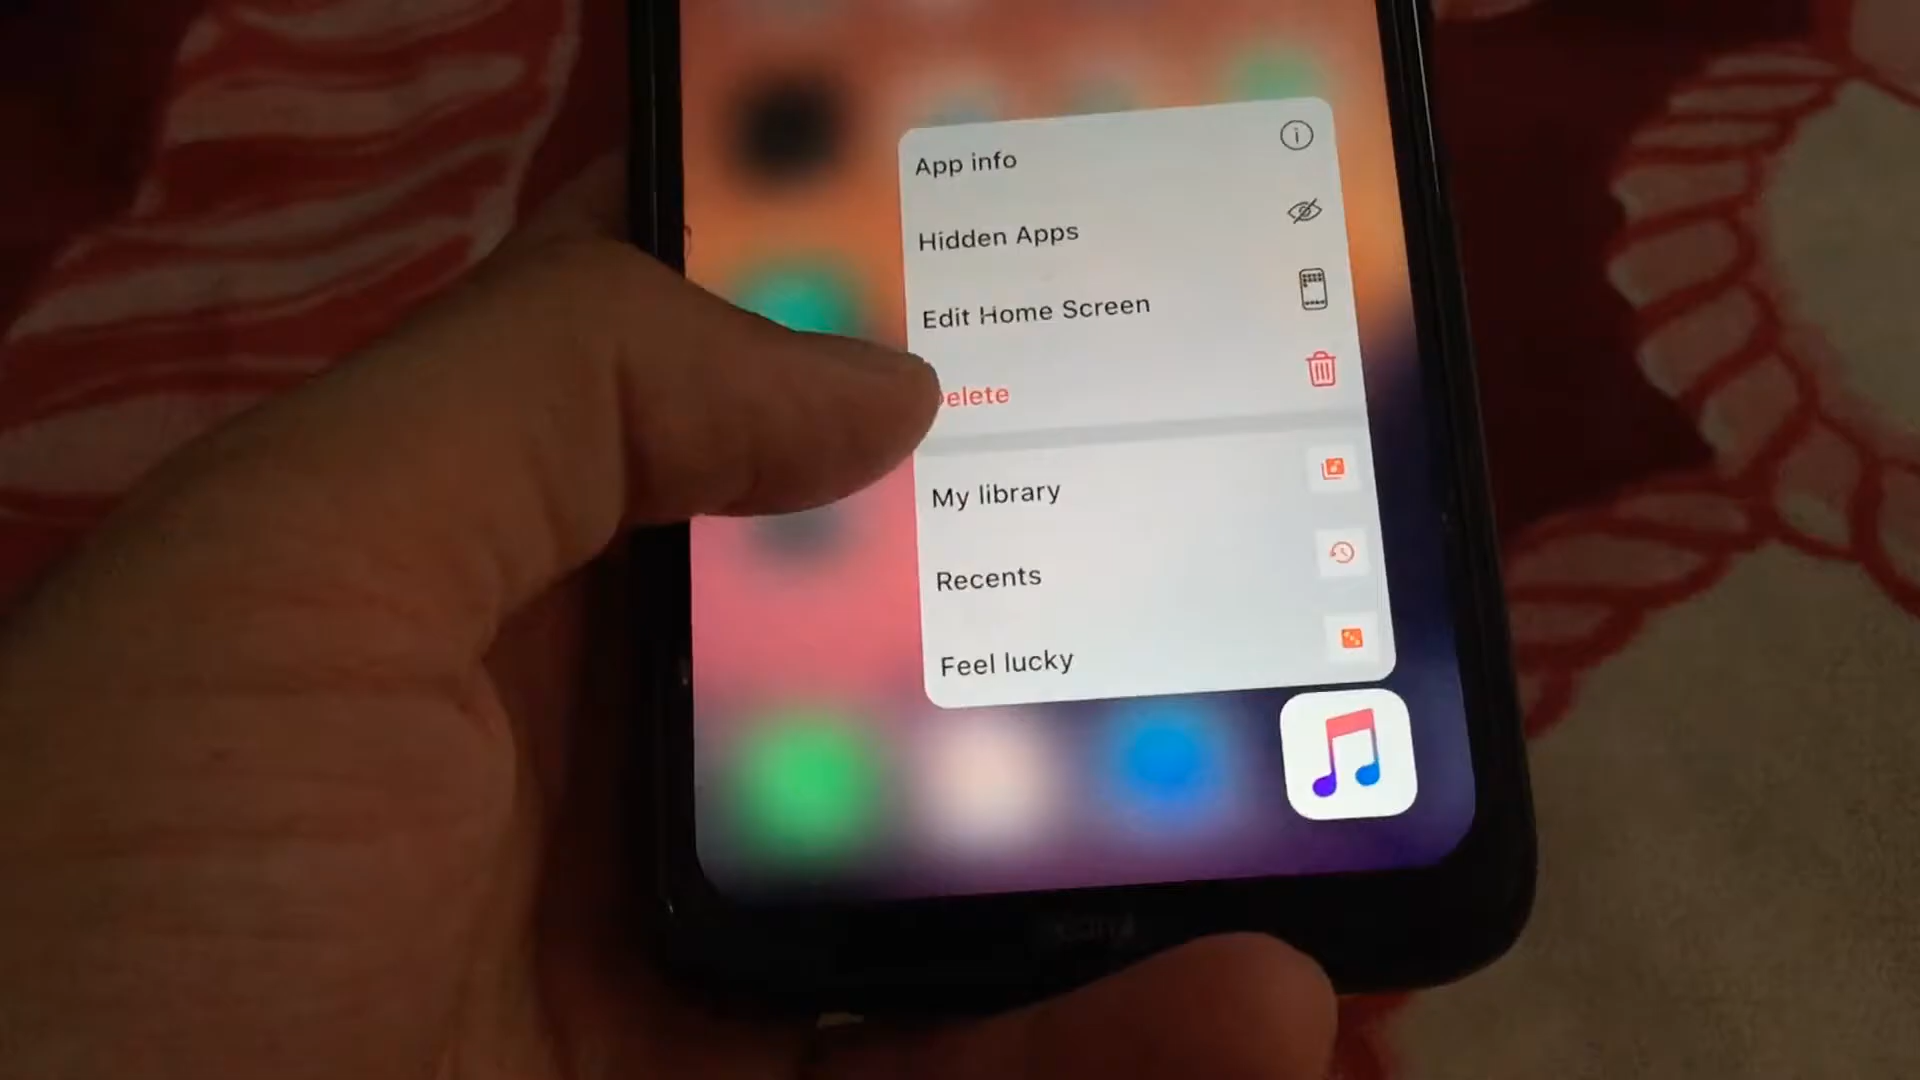 App info
Hidden Apps
Edit Home Screen
elete
My library
Recents
Feel lucky